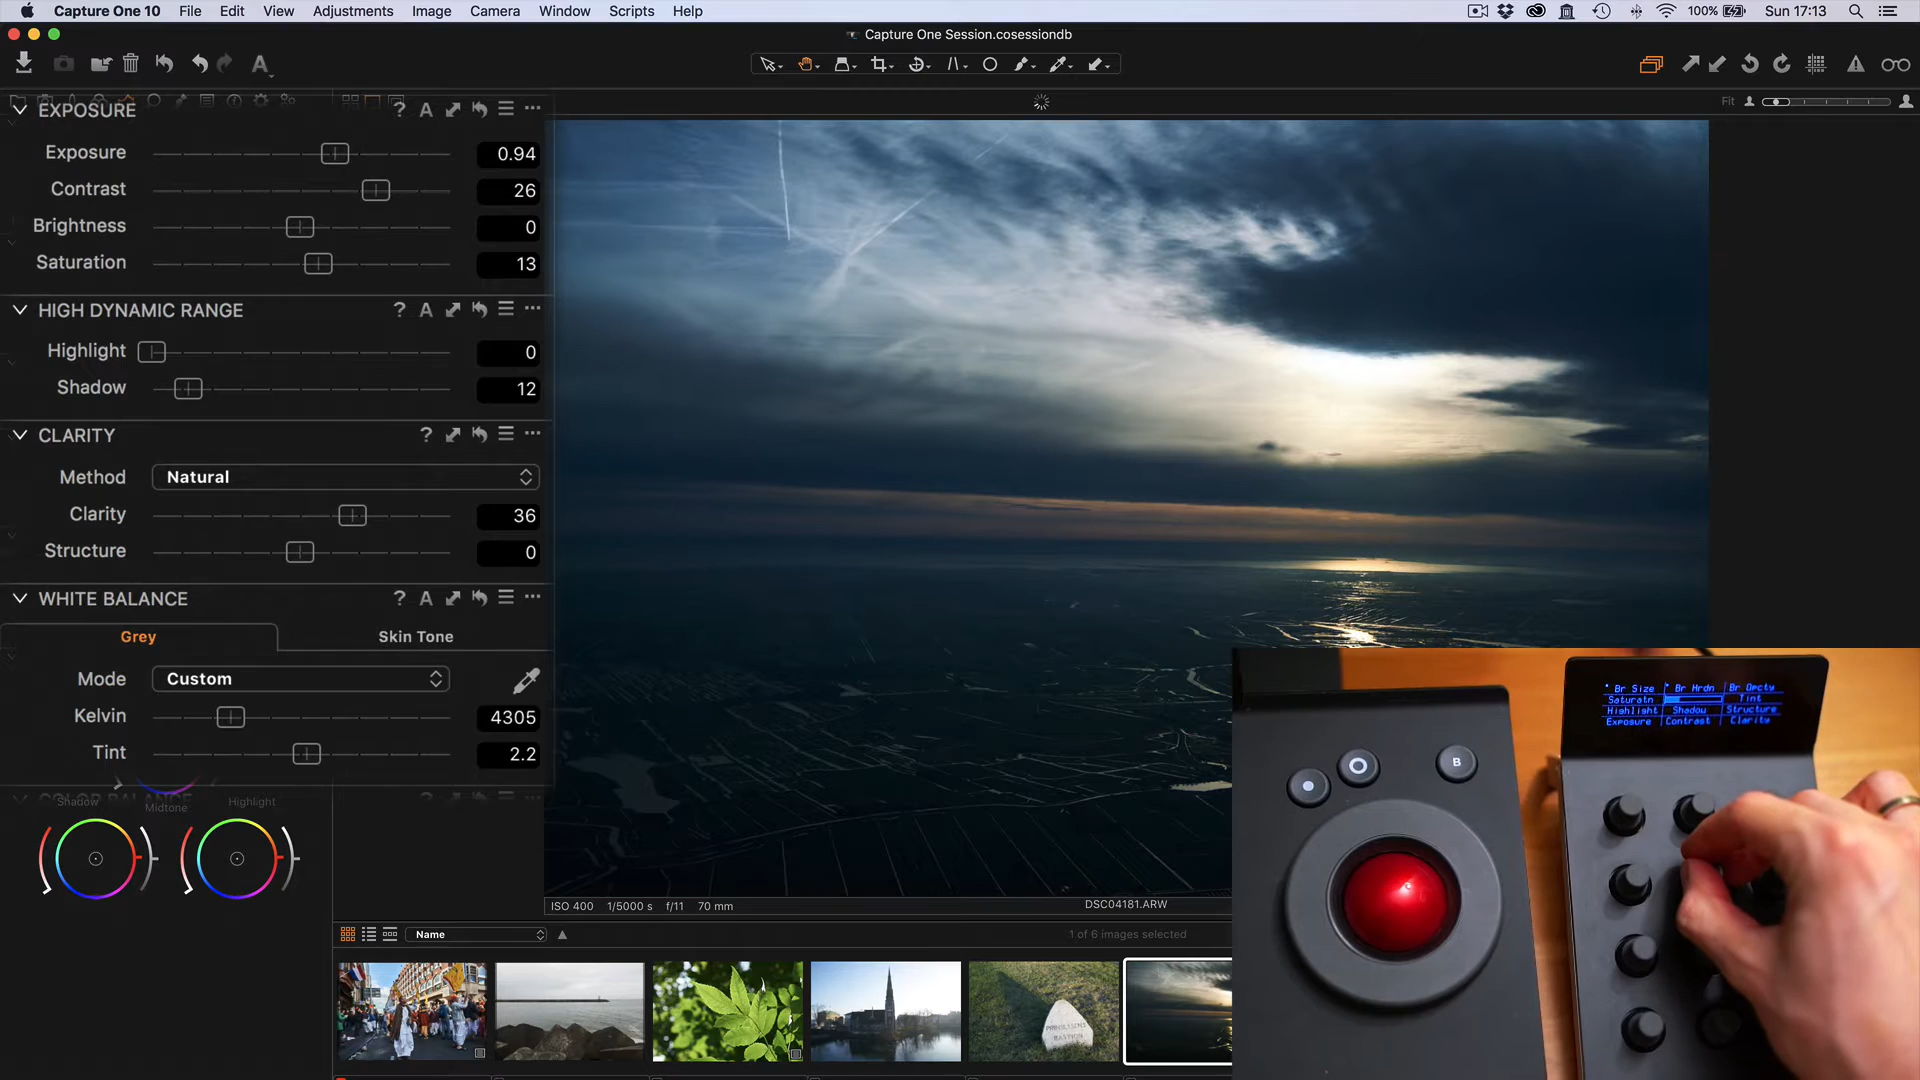 Capture One 10 File Edit View Adjustments Image Camera Window Scripts Help 100% Sun 17:13
Capture One Session.cosessiondb
Fit
EXPOSURE
Exposure 0.94
Contrast 26
Brightness 0
Saturation 13
HIGH DYNAMIC RANGE
Highlight 0
Shadow 12
CLARITY
Method Natural
Clarity 36
Structure 0
WHITE BALANCE
Grey Skin Tone
Mode Custom
Kelvin 4305
Tint 2.2
COLOR BALANCE
Shadow Midtone Highlight
ISO 400 1/5000 s f/11 70 mm DSC04181.ARW
Name 1 of 6 images selected
Br Size Br Hrdn Br Opcty
Saturatn Tint
Highlight Shadow Structure
Exposure Contrast Clarity
B